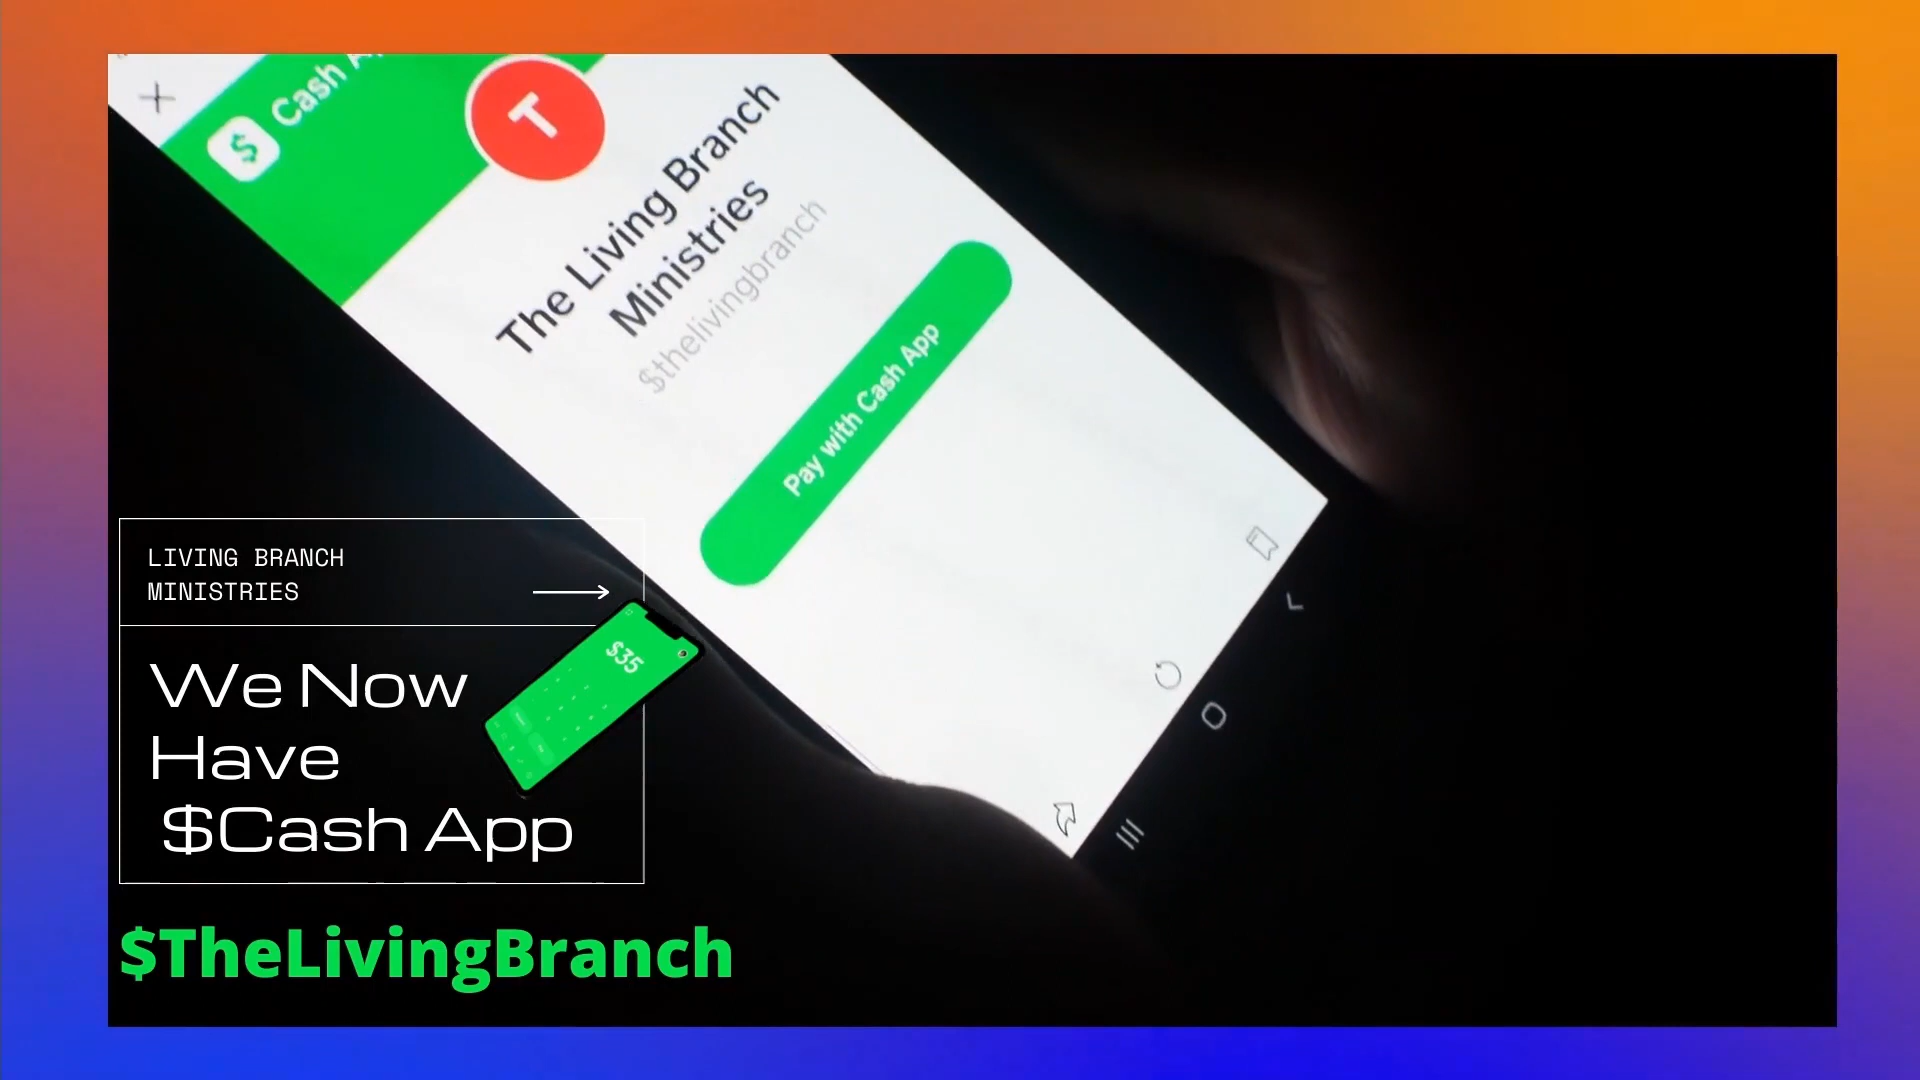 Cash
T
The Living Branch
Ministries
$thelivingbranch
Pay with Cash App
LIVING BRANCH
MINISTRIES
$35
We Now
Have
$Cash App
$TheLivingBranch